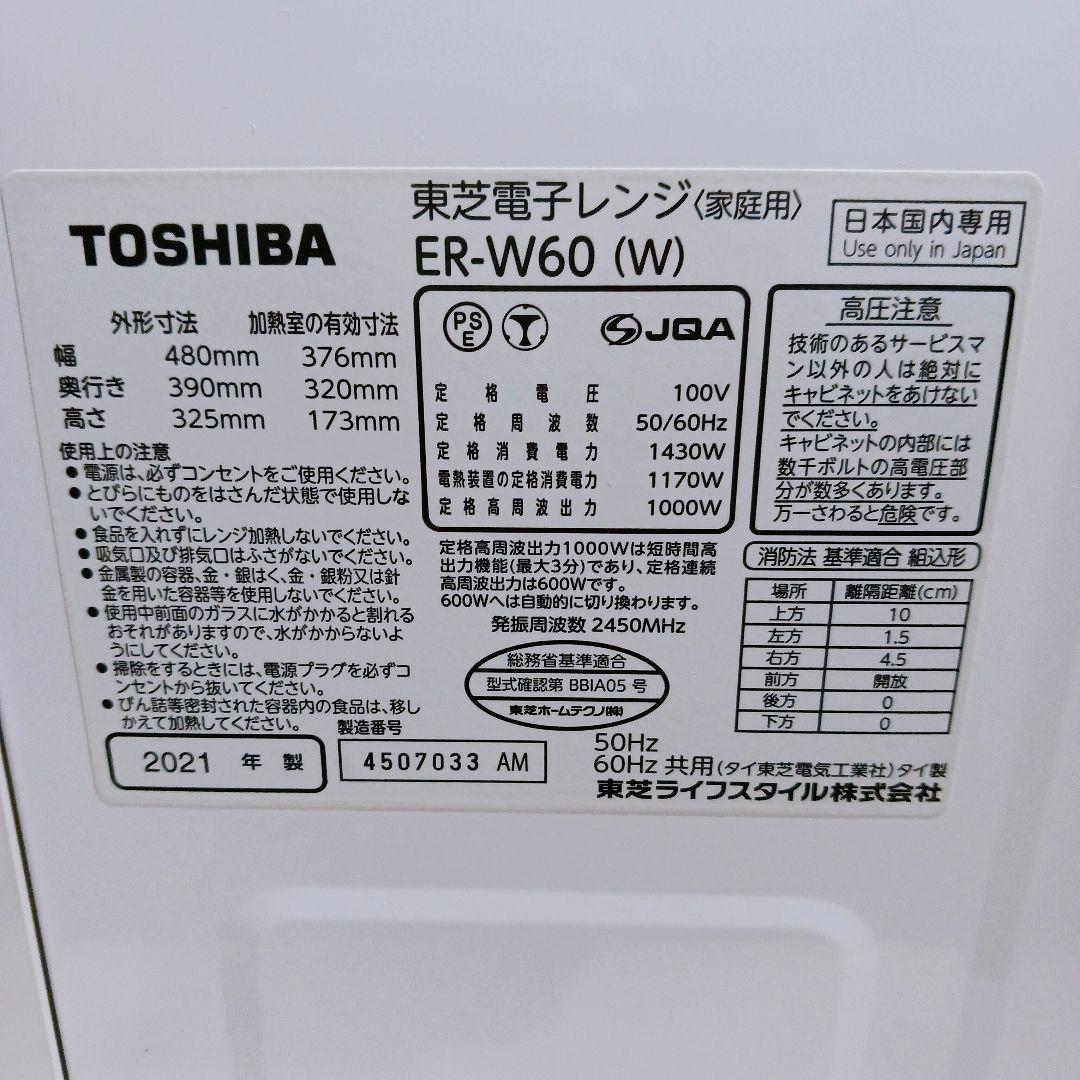 TOSHIBA
東芝電子レンジ〈家庭用〉
ER-W60 (W)
日本国内専用
Use only in Japan
外形寸法 加熱室の有効寸法
幅 480mm 376mm
奥行き 390mm 320mm
高さ 325mm 173mm
使用上の注意
●電源は、必ずコンセントをご使用ください。
●とびらにものをはさんだ状態で使用しな
いでください。
●食品を入れずにレンジ加熱しないでください。
●吸気口及び排気口はふさがないでください。
●金属製の容器、金・銀はく、金・銀粉又は針
金を用いた容器等を使用しないでください。
●使用中前面のガラスに水がかかると割れる
おそれがありますので、水がかからないよ
うにしてください。
●掃除をするときには、電源プラグを必ずコ
ンセントから抜いてください。
●びん詰等密封された容器内の食品は、移し
かえて加熱してください。
2021 年 製
製造番号
4507033 AM
PS
E
JQA
定格電圧 100V
定格周波数 50/60Hz
定格消費電力 1430W
電熱装置の定格消費電力 1170W
定格高周波出力 1000W
定格高周波出力1000Wは短時間高
出力機能(最大3分)であり、定格連続
高周波出力は600Wです。
600Wへは自動的に切り換わります。
発振周波数 2450MHz
総務省基準適合
型式確認第 BBIA05 号
東芝ホームテクノ(株)
高圧注意
技術のあるサービスマ
ン以外の人は絶対に
キャビネットをあけない
でください。
キャビネットの内部には
数千ボルトの高電圧部
分が数多くあります。
万一さわると危険です。
消防法 基準適合 組込形
場所 離隔距離(cm)
上方 10
左方 1.5
右方 4.5
前方 開放
後方 0
下方 0
50Hz
60Hz 共用(タイ東芝電気工業社)タイ製
東芝ライフスタイル株式会社